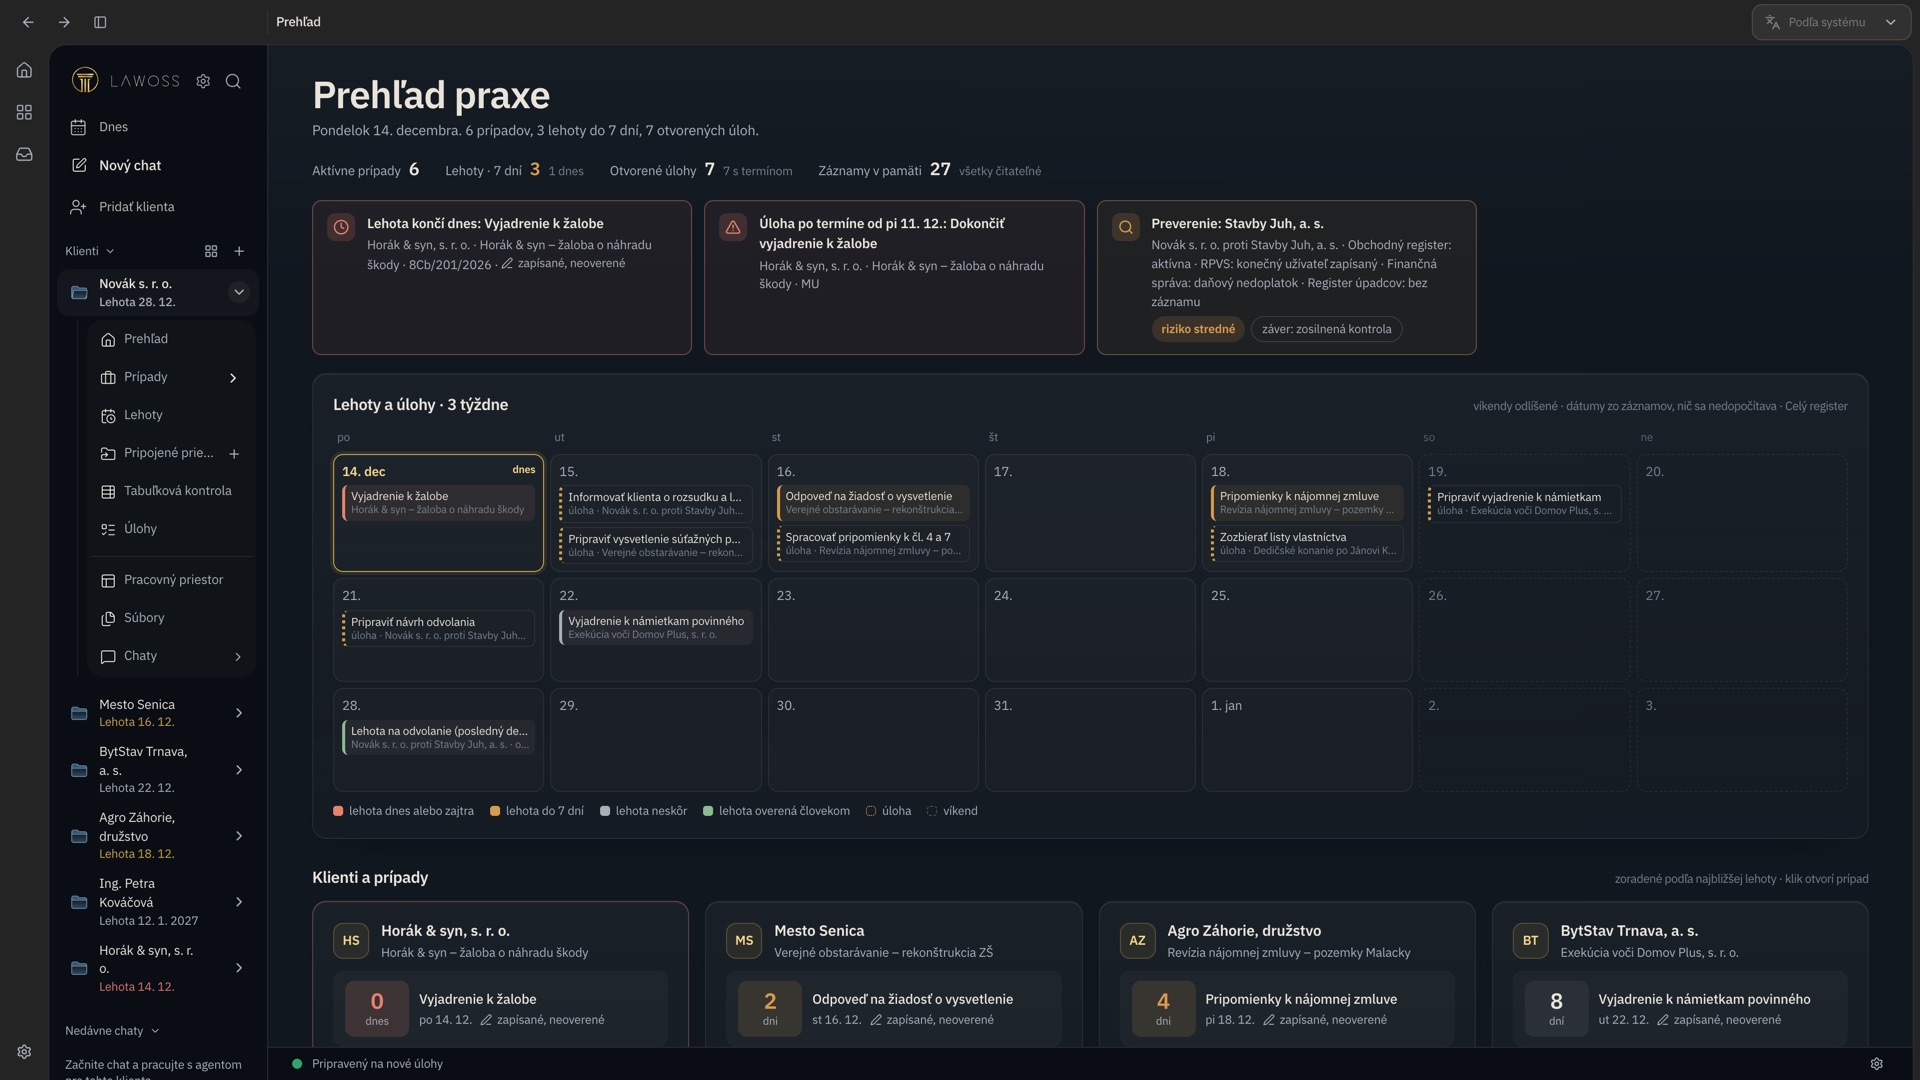 Prehľad
Podľa systému
LAWOSS
Dnes
Nový chat
Pridať klienta
Klienti
Novák s. r. o.
Lehota 28. 12.
Prehľad
Prípady
Lehoty
Pripojené prie...
Tabuľková kontrola
Úlohy
Pracovný priestor
Súbory
Chaty
Mesto Senica
Lehota 16. 12.
BytStav Trnava,
a. s.
Lehota 22. 12.
Agro Záhorie,
družstvo
Lehota 18. 12.
Ing. Petra
Kováčová
Lehota 12. 1. 2027
Horák & syn, s. r.
o.
Lehota 14. 12.
Nedávne chaty
Začnite chat a pracujte s agentom
Prehľad praxe
Pondelok 14. decembra. 6 prípadov, 3 lehoty do 7 dní, 7 otvorených úloh.
Aktívne prípady 6 Lehoty · 7 dní 3 1 dnes Otvorené úlohy 7 7 s termínom Záznamy v pamäti 27 všetky čitateľné
Lehota končí dnes: Vyjadrenie k žalobe
Horák & syn, s. r. o. · Horák & syn – žaloba o náhradu
škody · 8Cb/201/2026 · zapísané, neoverené
Úloha po termíne od pi 11. 12.: Dokončiť
vyjadrenie k žalobe
Horák & syn, s. r. o. · Horák & syn – žaloba o náhradu
škody · MU
Preverenie: Stavby Juh, a. s.
Novák s. r. o. proti Stavby Juh, a. s. · Obchodný register:
aktívna · RPVS: konečný užívateľ zapísaný · Finančná
správa: daňový nedoplatok · Register úpadcov: bez
záznamu
riziko stredné záver: zosilnená kontrola
Lehoty a úlohy · 3 týždne
víkendy odlíšené · dátumy zo záznamov, nič sa nedopočítava · Celý register
po ut st št pi so ne
14. dec dnes
Vyjadrenie k žalobe
Horák & syn – žaloba o náhradu škody
15.
Informovať klienta o rozsudku a l...
úloha · Novák s. r. o. proti Stavby Juh...
Pripraviť vysvetlenie súťažných p...
úloha · Verejné obstarávanie – rekon...
16.
Odpoveď na žiadosť o vysvetlenie
Verejné obstarávanie – rekonštrukcia...
Spracovať pripomienky k čl. 4 a 7
úloha · Revízia nájomnej zmluvy – po...
17.
18.
Pripomienky k nájomnej zmluve
Revízia nájomnej zmluvy – pozemky ...
Zozbierať listy vlastníctva
úloha · Dedičské konanie po Jánovi K...
19.
Pripraviť vyjadrenie k námietkam
úloha · Exekúcia voči Domov Plus, s. ...
20.
21.
Pripraviť návrh odvolania
úloha · Novák s. r. o. proti Stavby Juh...
22.
Vyjadrenie k námietkam povinného
Exekúcia voči Domov Plus, s. r. o.
23.
24.
25.
26.
27.
28.
Lehota na odvolanie (posledný de...
Novák s. r. o. proti Stavby Juh, a. s. · o...
29.
30.
31.
1. jan
2.
3.
lehota dnes alebo zajtra lehota do 7 dní lehota neskôr lehota overená človekom úloha víkend
Klienti a prípady
zoradené podľa najbližšej lehoty · klik otvorí prípad
HS
Horák & syn, s. r. o.
Horák & syn – žaloba o náhradu škody
0
dnes
Vyjadrenie k žalobe
po 14. 12. zapísané, neoverené
MS
Mesto Senica
Verejné obstarávanie – rekonštrukcia ZŠ
2
dni
Odpoveď na žiadosť o vysvetlenie
st 16. 12. zapísané, neoverené
AZ
Agro Záhorie, družstvo
Revízia nájomnej zmluvy – pozemky Malacky
4
dni
Pripomienky k nájomnej zmluve
pi 18. 12. zapísané, neoverené
BT
BytStav Trnava, a. s.
Exekúcia voči Domov Plus, s. r. o.
8
dní
Vyjadrenie k námietkam povinného
ut 22. 12. zapísané, neoverené
Pripravený na nové úlohy